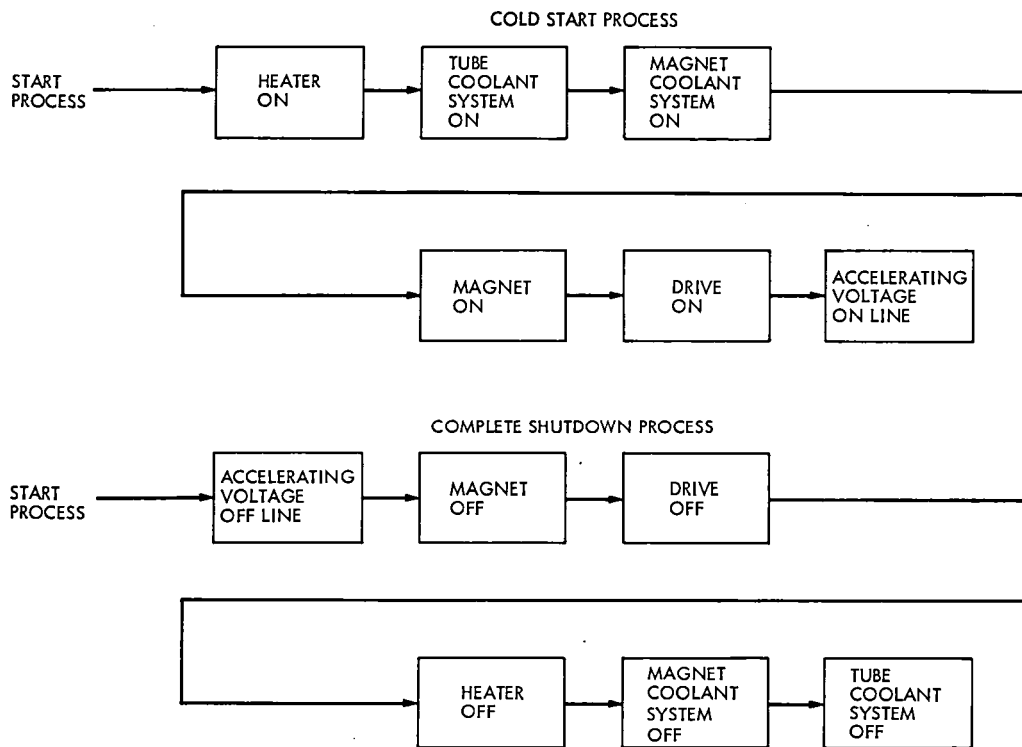 COLD START PROCESS
START
PROCESS
HEATER
ON
TUBE
COOLANT
SYSTEM
ON
MAGNET
COOLANT
SYSTEM
ON
MAGNET
ON
DRIVE
ON
ACCELERATING
VOLTAGE
ON LINE
COMPLETE SHUTDOWN PROCESS
START
PROCESS
ACCELERATING
VOLTAGE
OFF LINE
MAGNET
OFF
DRIVE
OFF
HEATER
OFF
MAGNET
COOLANT
SYSTEM
OFF
TUBE
COOLANT
SYSTEM
OFF